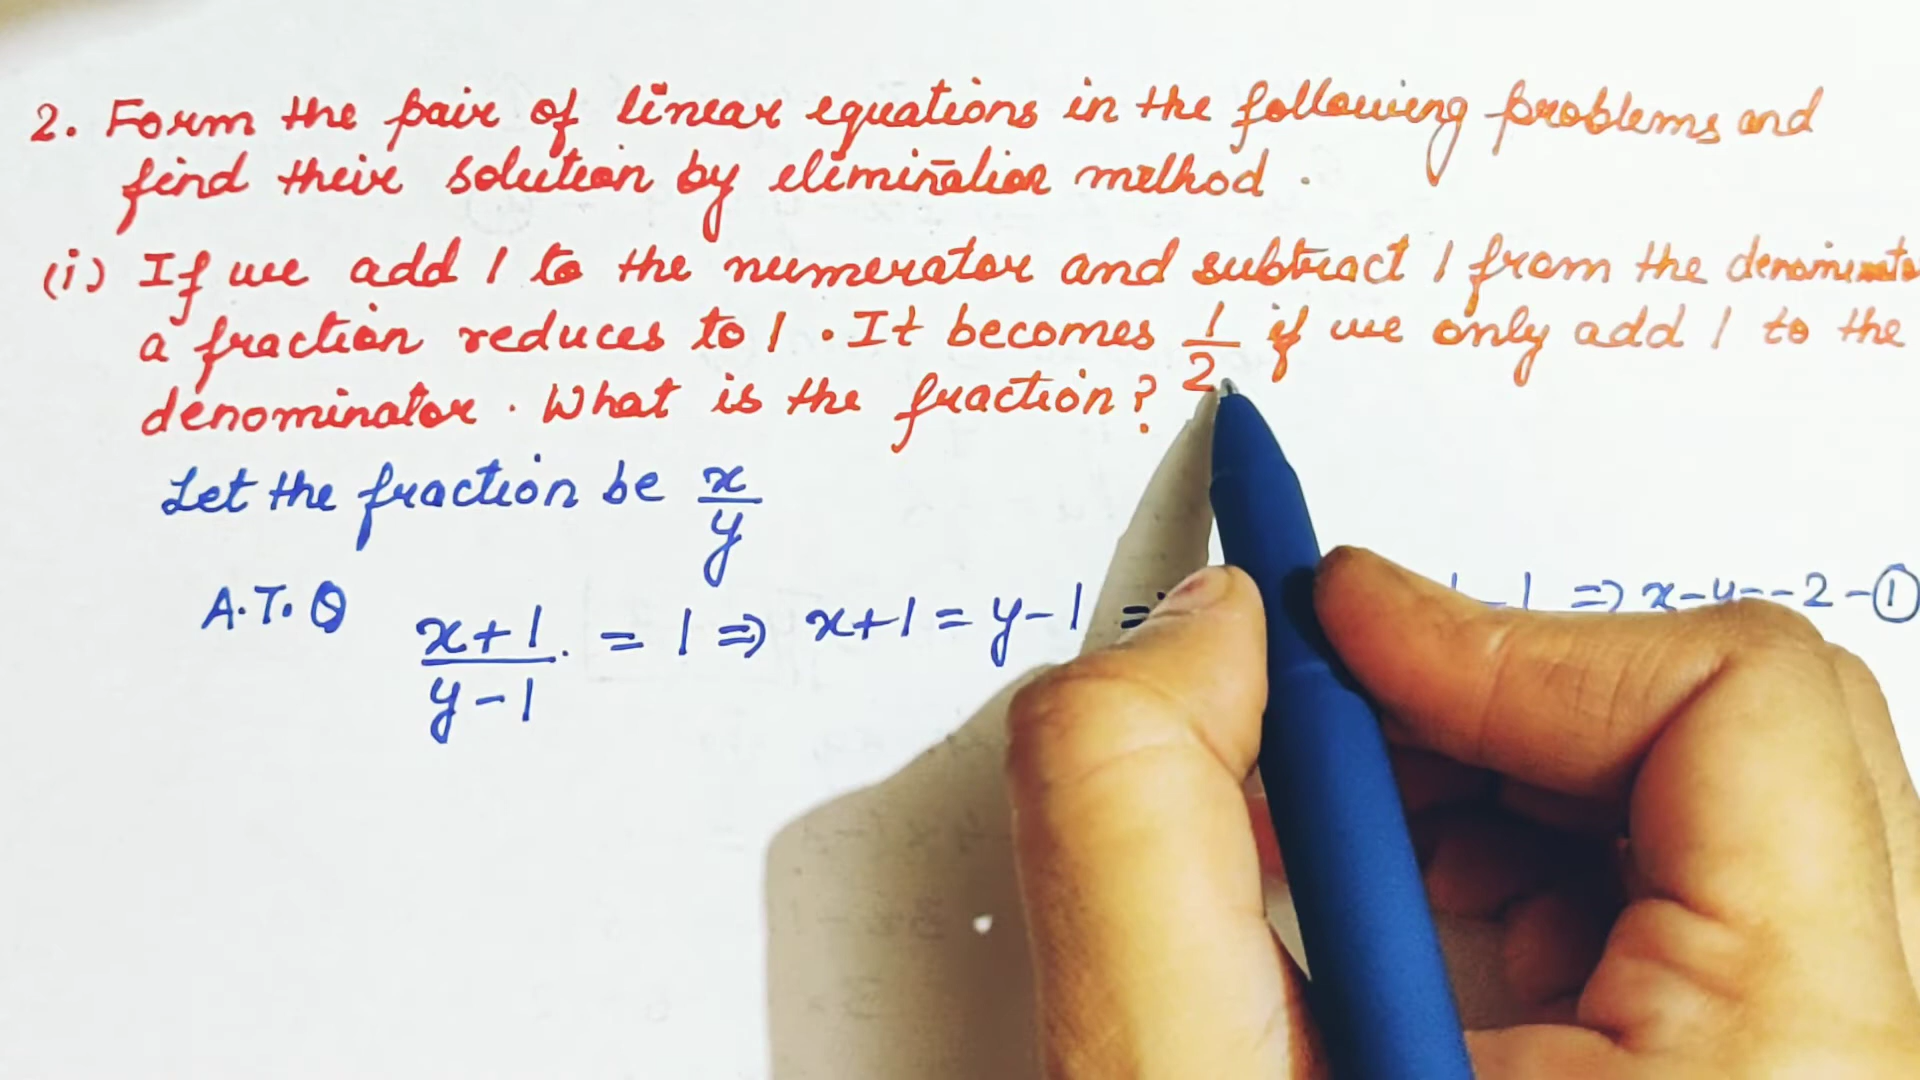 2. Form the pair of linear equations in the following problems and
find their solution by elimination method.
(i) If we add 1 to the numerator and subtract 1 from the
a fraction reduces to 1. It becomes 1/2 if we only add 1 to the
denominator. What is the fraction?
Let the fraction be x/y
A.T.Q (x+1)/(y-1) = 1 ⇒ x+1 = y-1 ⇒ -1 ⇒ x-y=-2 -①